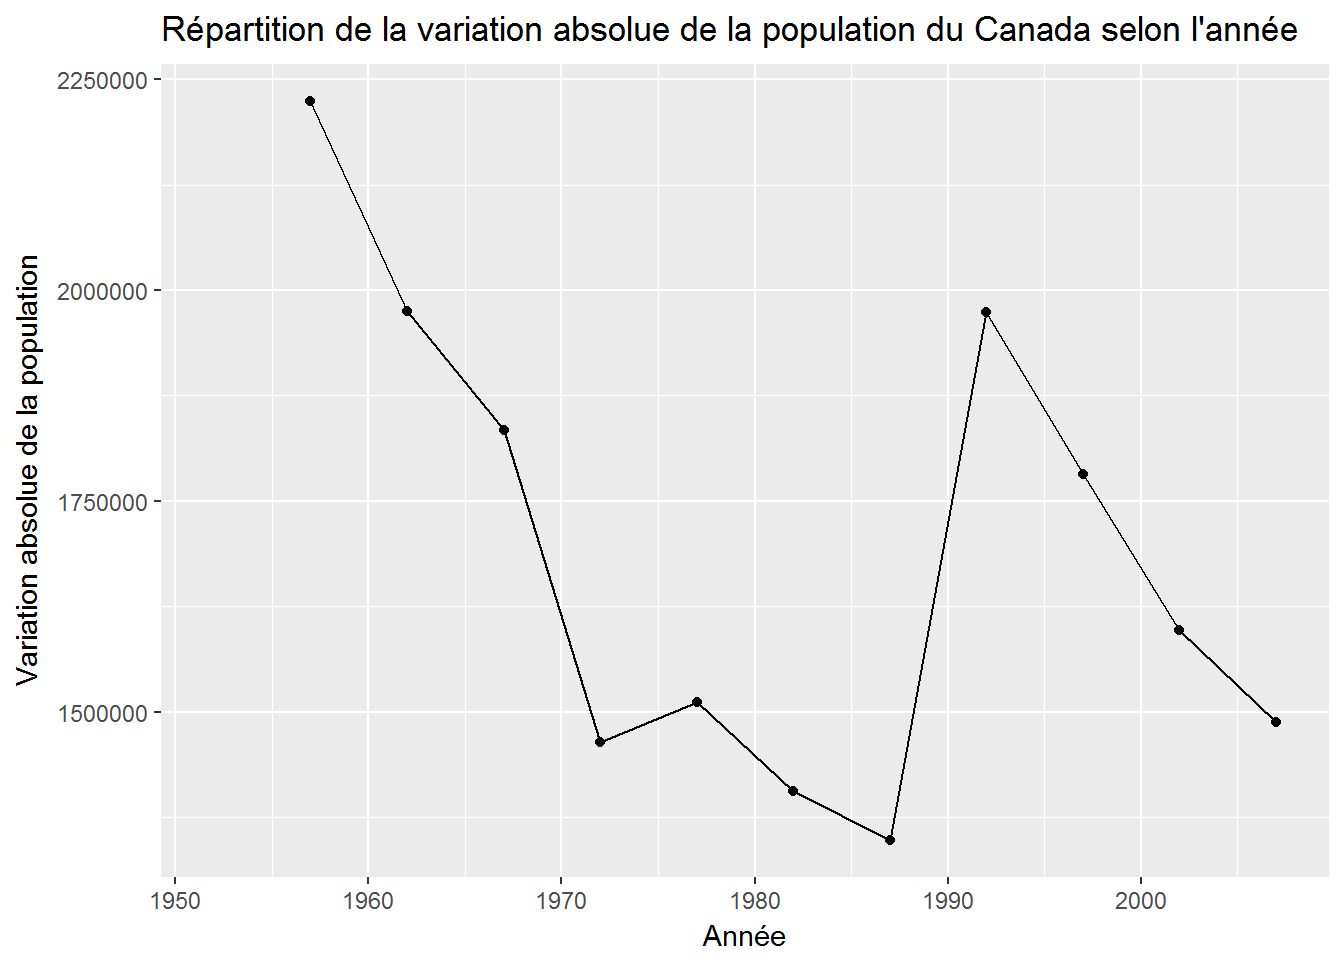 Répartition de la variation absolue de la population du Canada selon l'année
Variation absolue de la population
2250000
2000000
1750000
1500000
1950 1960 1970 1980 1990 2000
Année